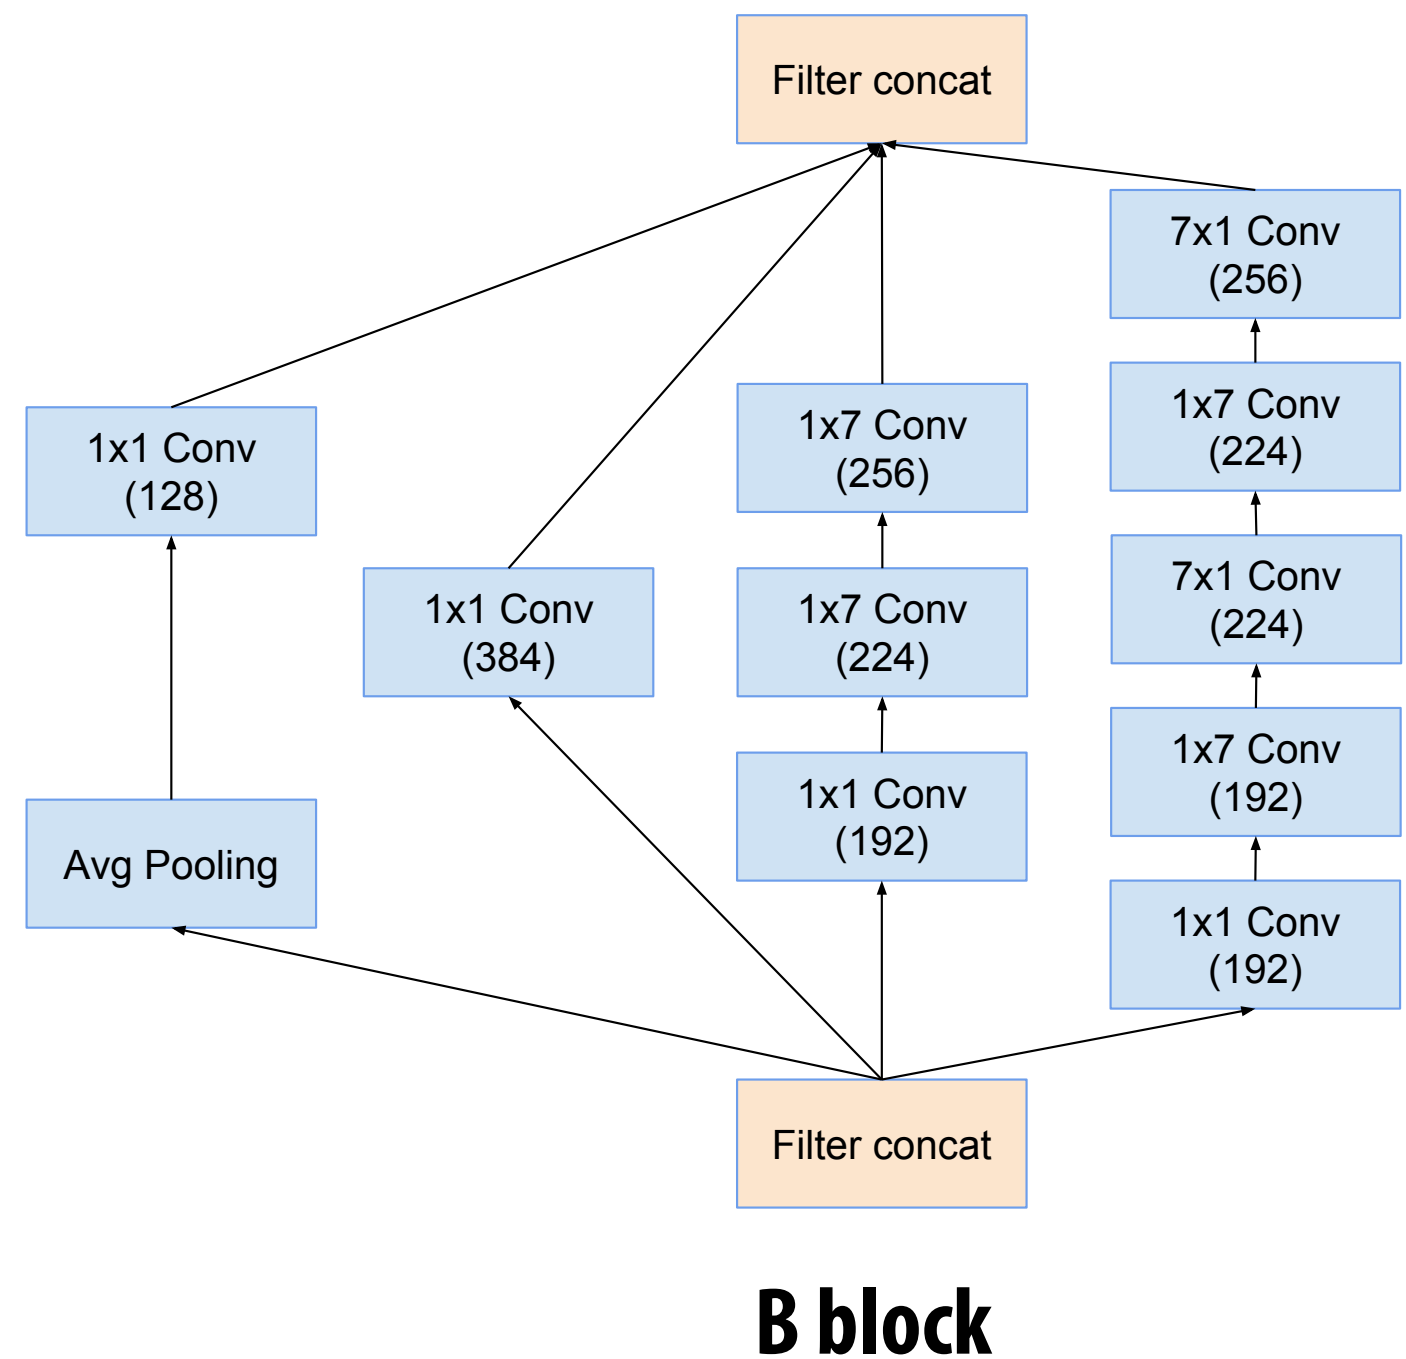 Filter concat
7x1 Conv
(256)
1x7 Conv
(224)
7x1 Conv
(224)
1x7 Conv
(192)
1x1 Conv
(192)
1x7 Conv
(256)
1x7 Conv
(224)
1x1 Conv
(192)
1x1 Conv
(384)
1x1 Conv
(128)
Avg Pooling
Filter concat
B block